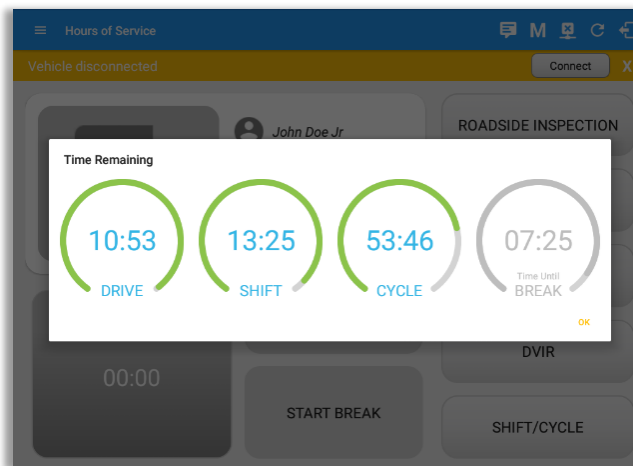 Hours of Service
M
Vehicle disconnected
Connect
X
John Doe Jr
ROADSIDE INSPECTION
Time Remaining
10:53
DRIVE
13:25
SHIFT
53:46
CYCLE
07:25
Time Until
BREAK
OK
00:00
START BREAK
DVIR
SHIFT/CYCLE